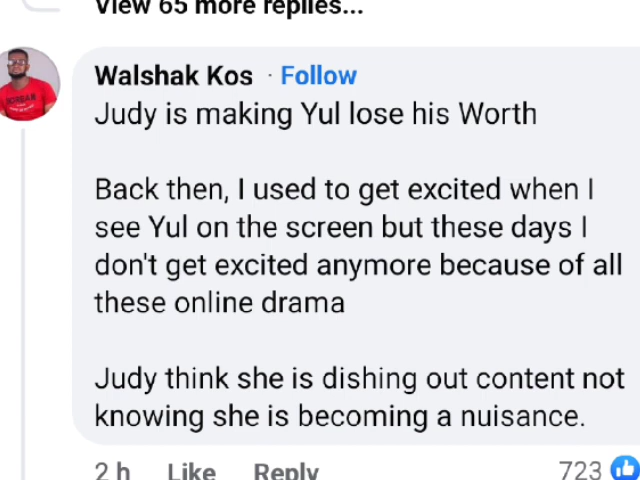 View 65 more replies...
Walshak Kos · Follow
Judy is making Yul lose his Worth
Back then, I used to get excited when I
see Yul on the screen but these days I
don't get excited anymore because of all
these online drama
Judy think she is dishing out content not
knowing she is becoming a nuisance.
2 h Like Reply 723